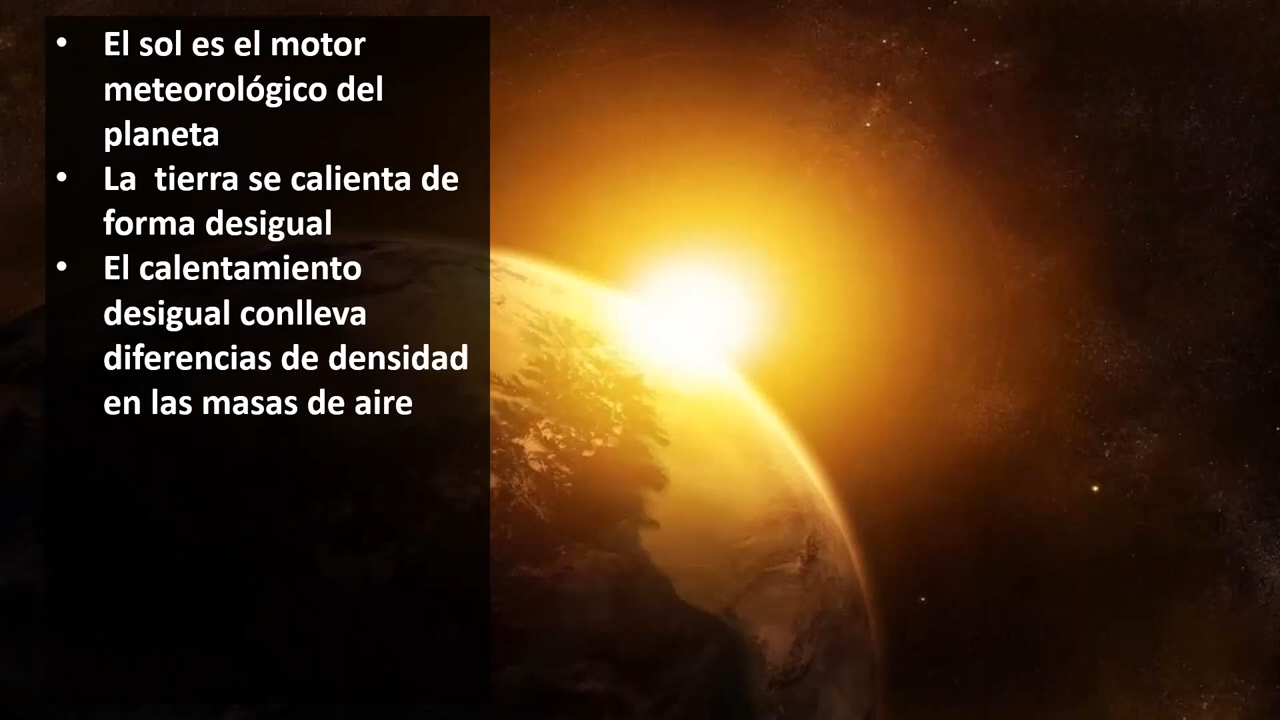 • El sol es el motor
meteorológico del
planeta
• La  tierra se calienta de
forma desigual
• El calentamiento
desigual conlleva
diferencias de densidad
en las masas de aire